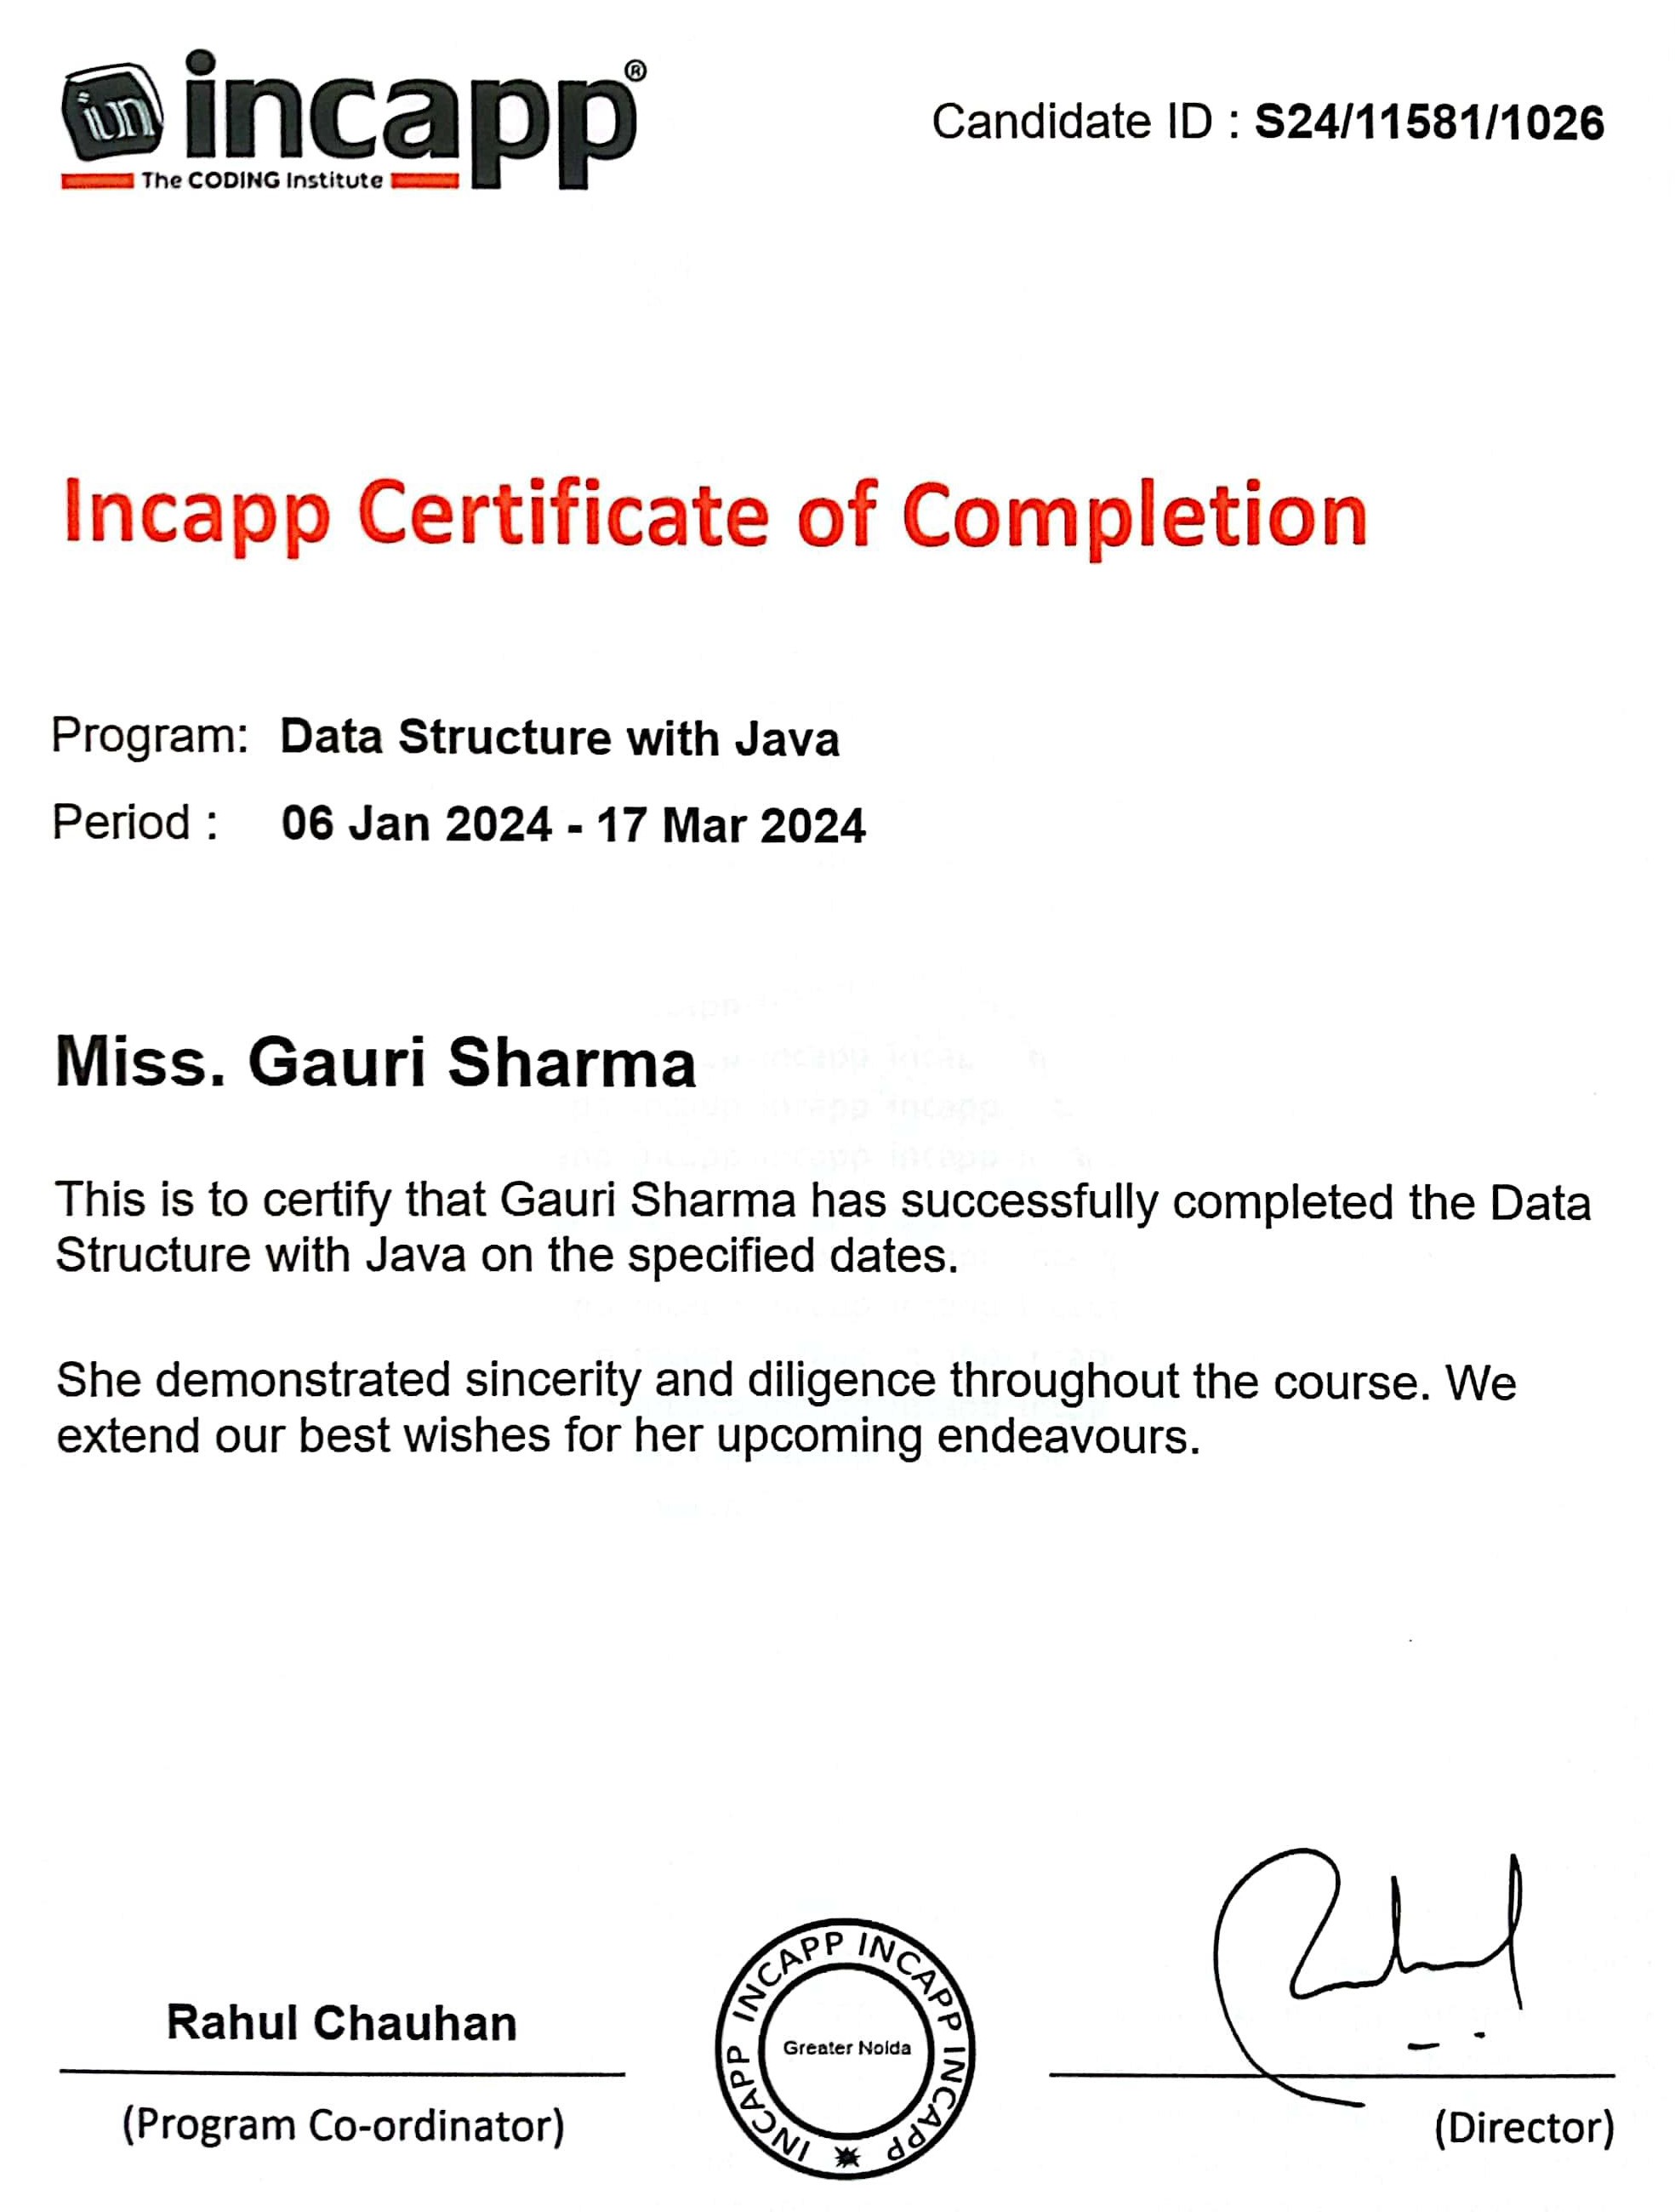 incapp®
Candidate ID : S24/11581/1026
The CODING Institute
Incapp Certificate of Completion
Program: Data Structure with Java
Period : 06 Jan 2024 - 17 Mar 2024
Miss. Gauri Sharma
This is to certify that Gauri Sharma has successfully completed the Data
Structure with Java on the specified dates.
She demonstrated sincerity and diligence throughout the course. We
extend our best wishes for her upcoming endeavours.
Rahul Chauhan
(Program Co-ordinator)
INCAPP INCAPP INCAPP INCAPP
Greater Noida
Rahul
(Director)